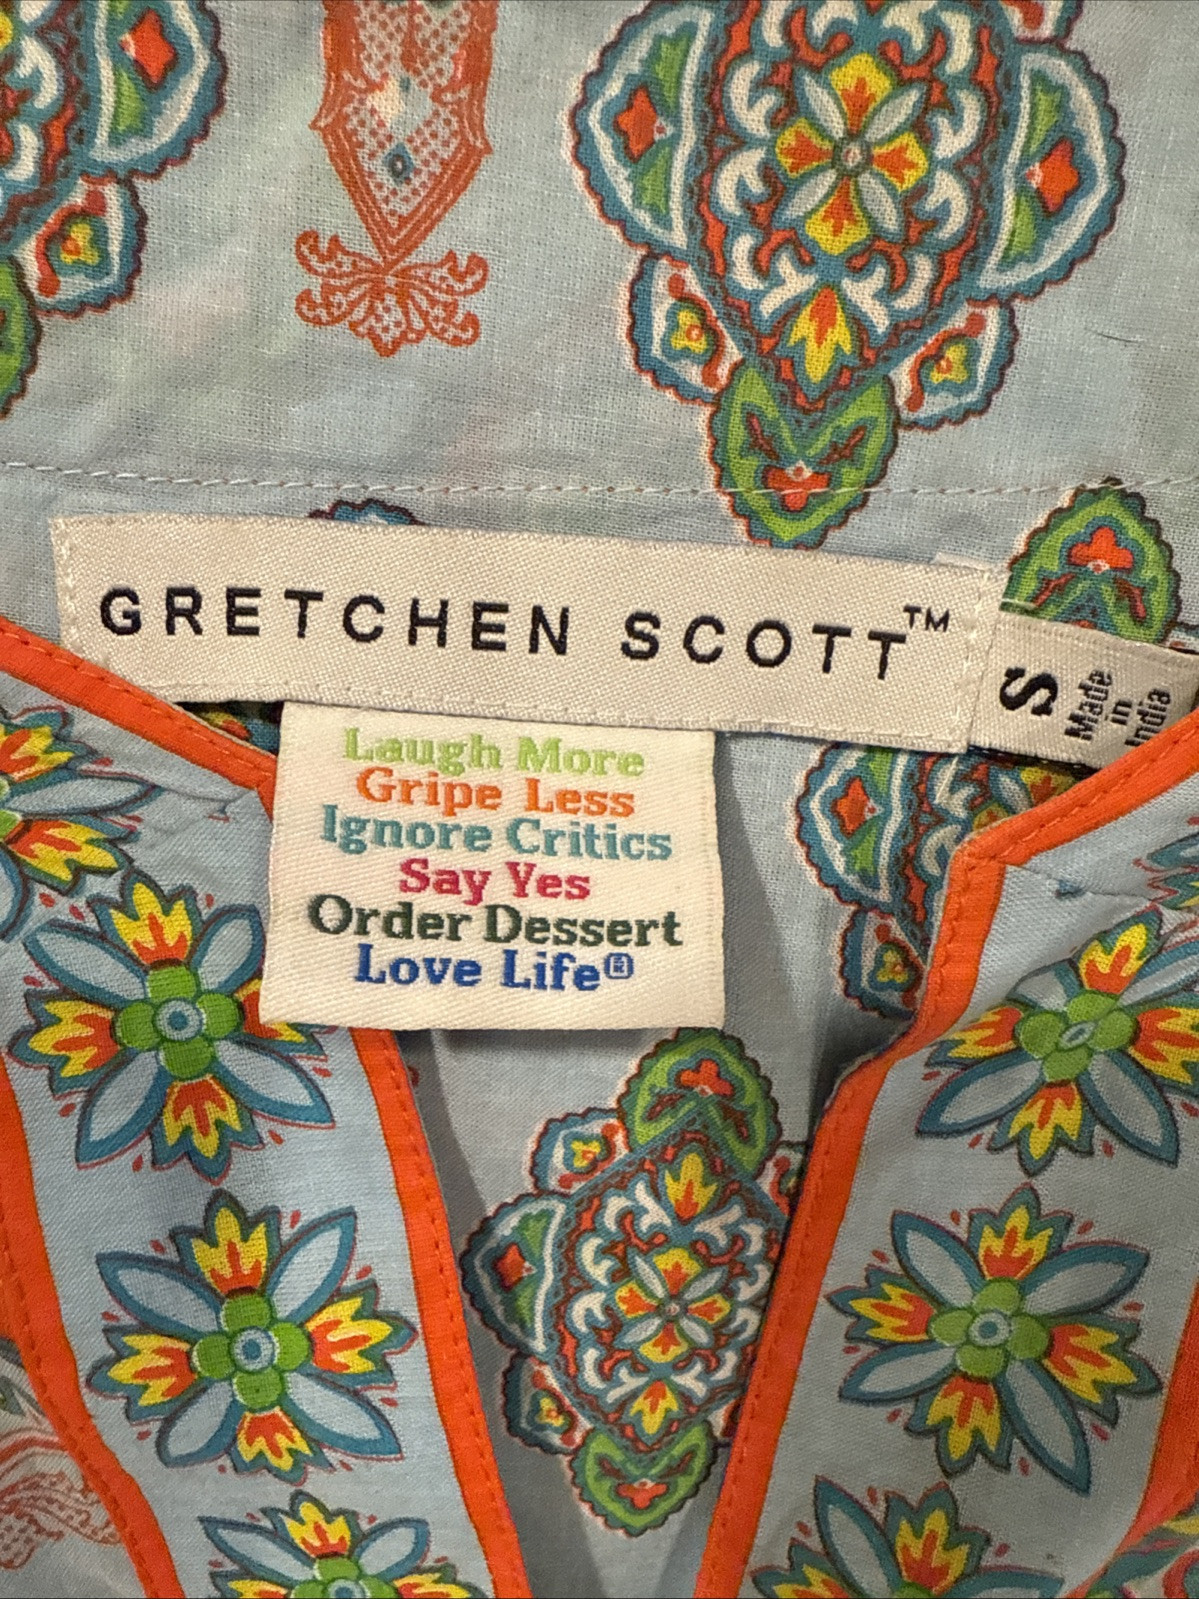 GRETCHEN SCOTT™
S
Made
in
India
Laugh More
Gripe Less
Ignore Critics
Say Yes
Order Dessert
Love Life®